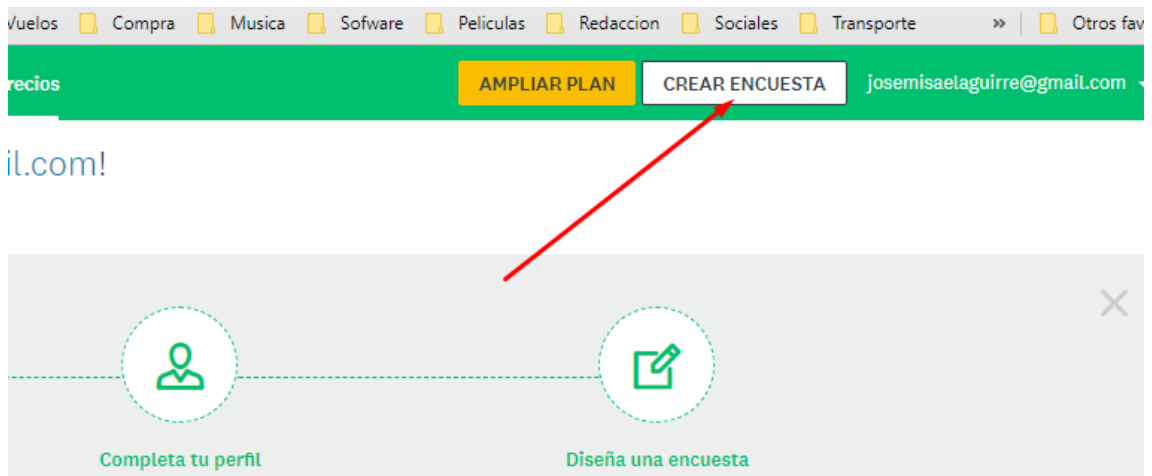 Vuelos Compra Musica Sofware Peliculas Redaccion Sociales Transporte » Otros fav
recios AMPLIAR PLAN CREAR ENCUESTA josemisaelaguirre@gmail.com
il.com!
Completa tu perfil Diseña una encuesta